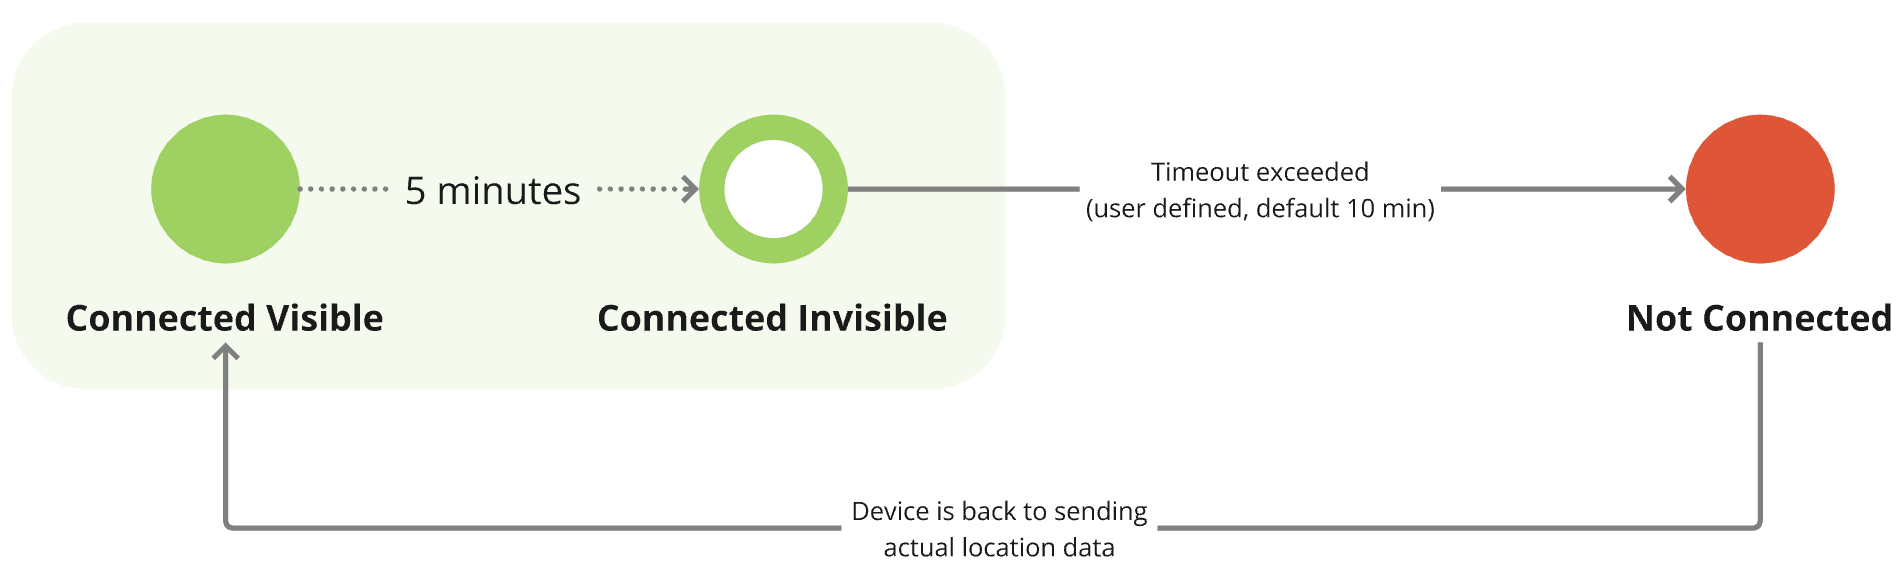 5 minutes
Timeout exceeded
(user defined, default 10 min)
Connected Visible
Connected Invisible
Not Connected
Device is back to sending
actual location data